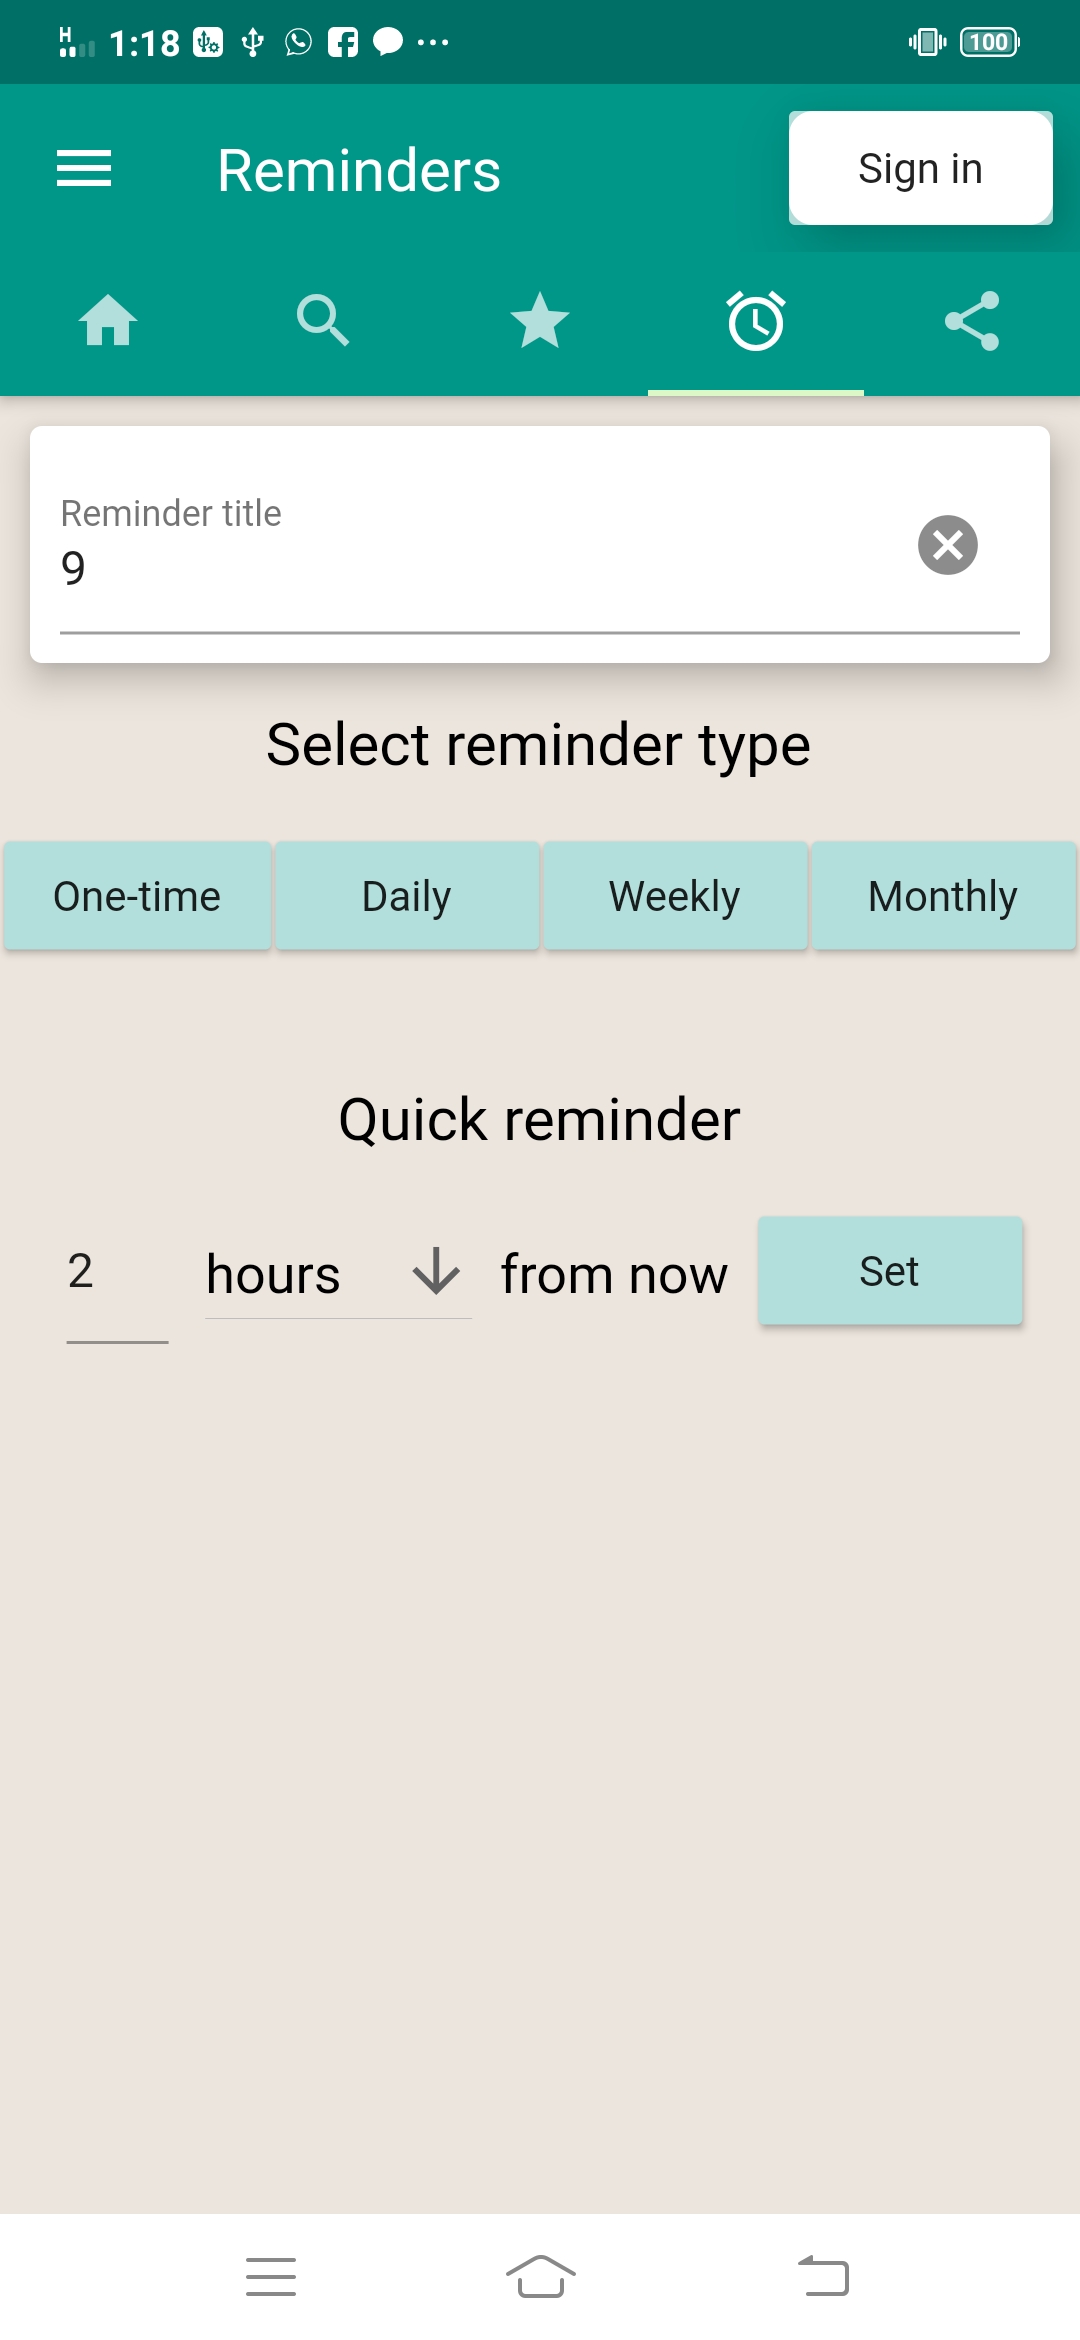 H 1:18 100
Reminders Sign in
Reminder title
9
Select reminder type
One-time Daily Weekly Monthly
Quick reminder
2 hours from now Set